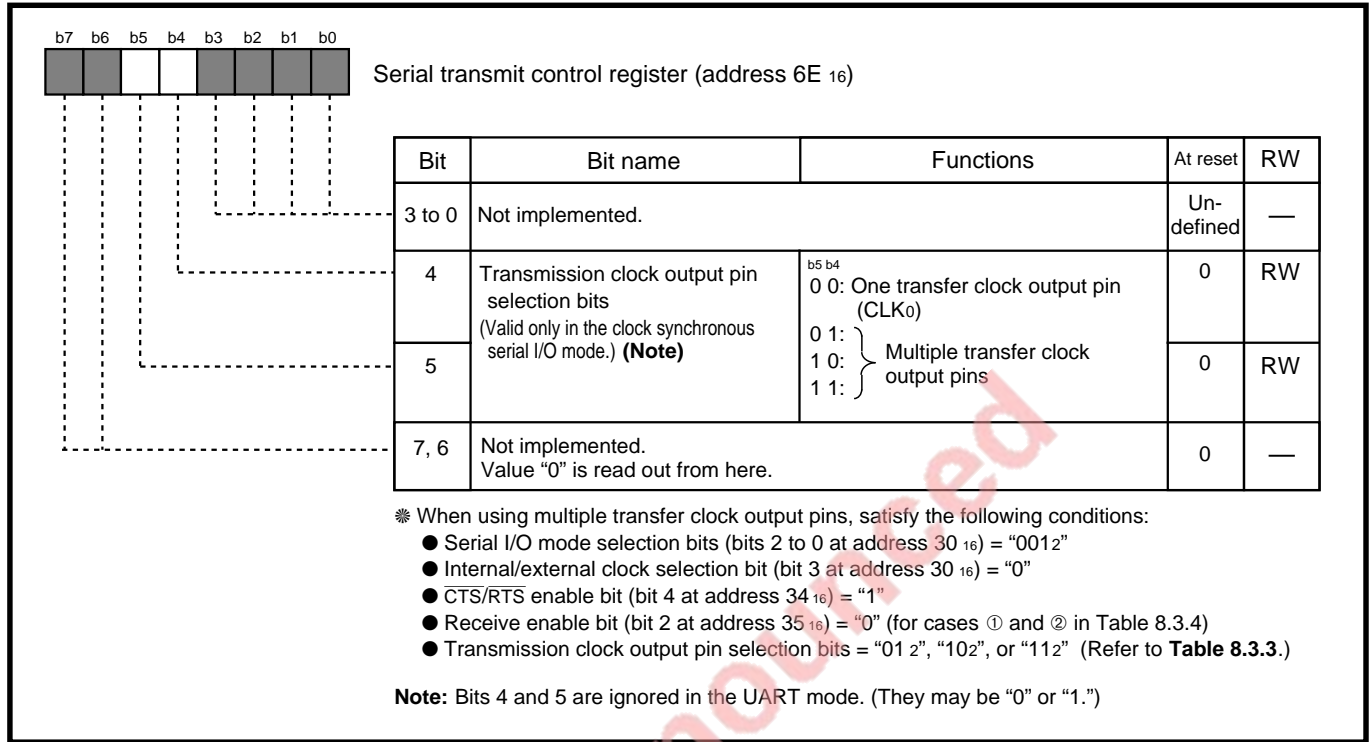 b7 b6 b5 b4 b3 b2 b1 b0
Serial transmit control register (address 6E 16)
Bit Bit name Functions At reset RW
3 to 0 Not implemented. Un-
defined —
4 Transmission clock output pin
selection bits
(Valid only in the clock synchronous
serial I/O mode.) (Note)
b5 b4
0 0: One transfer clock output pin
(CLK0)
0 1:
1 0:
1 1:
Multiple transfer clock
output pins
0 RW
5 0 RW
7, 6 Not implemented.
Value “0” is read out from here.
0 —
❊ When using multiple transfer clock output pins, satisfy the following conditions:
● Serial I/O mode selection bits (bits 2 to 0 at address 30 16) = “0012”
● Internal/external clock selection bit (bit 3 at address 30 16) = “0”
● CTS/RTS enable bit (bit 4 at address 34 16) = “1”
● Receive enable bit (bit 2 at address 35 16) = “0” (for cases ① and ② in Table 8.3.4)
● Transmission clock output pin selection bits = “01 2”, “102”, or “112” (Refer to Table 8.3.3.)
Note: Bits 4 and 5 are ignored in the UART mode. (They may be “0” or “1.”)